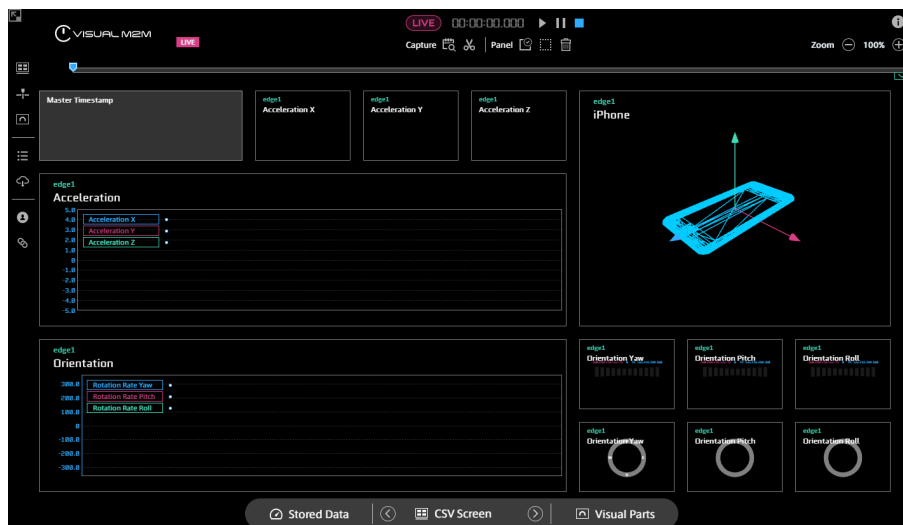 LIVE 00:00:00.000
VISUAL M2M
LIVE
Capture
Panel
Zoom 100%
Master Timestamp
edge1
Acceleration X
edge1
Acceleration Y
edge1
Acceleration Z
edge1
iPhone
edge1
Acceleration
5.0
4.0
3.0
2.0
1.0
0
-1.0
-2.0
-3.0
-4.0
-5.0
Acceleration X
Acceleration Y
Acceleration Z
edge1
Orientation
300.0
200.0
100.0
0
-100.0
-200.0
-300.0
Rotation Rate Yaw
Rotation Rate Pitch
Rotation Rate Roll
edge1
Orientation Yaw
edge1
Orientation Pitch
edge1
Orientation Roll
edge1
Orientation Yaw
edge1
Orientation Pitch
edge1
Orientation Roll
Stored Data
CSV Screen
Visual Parts